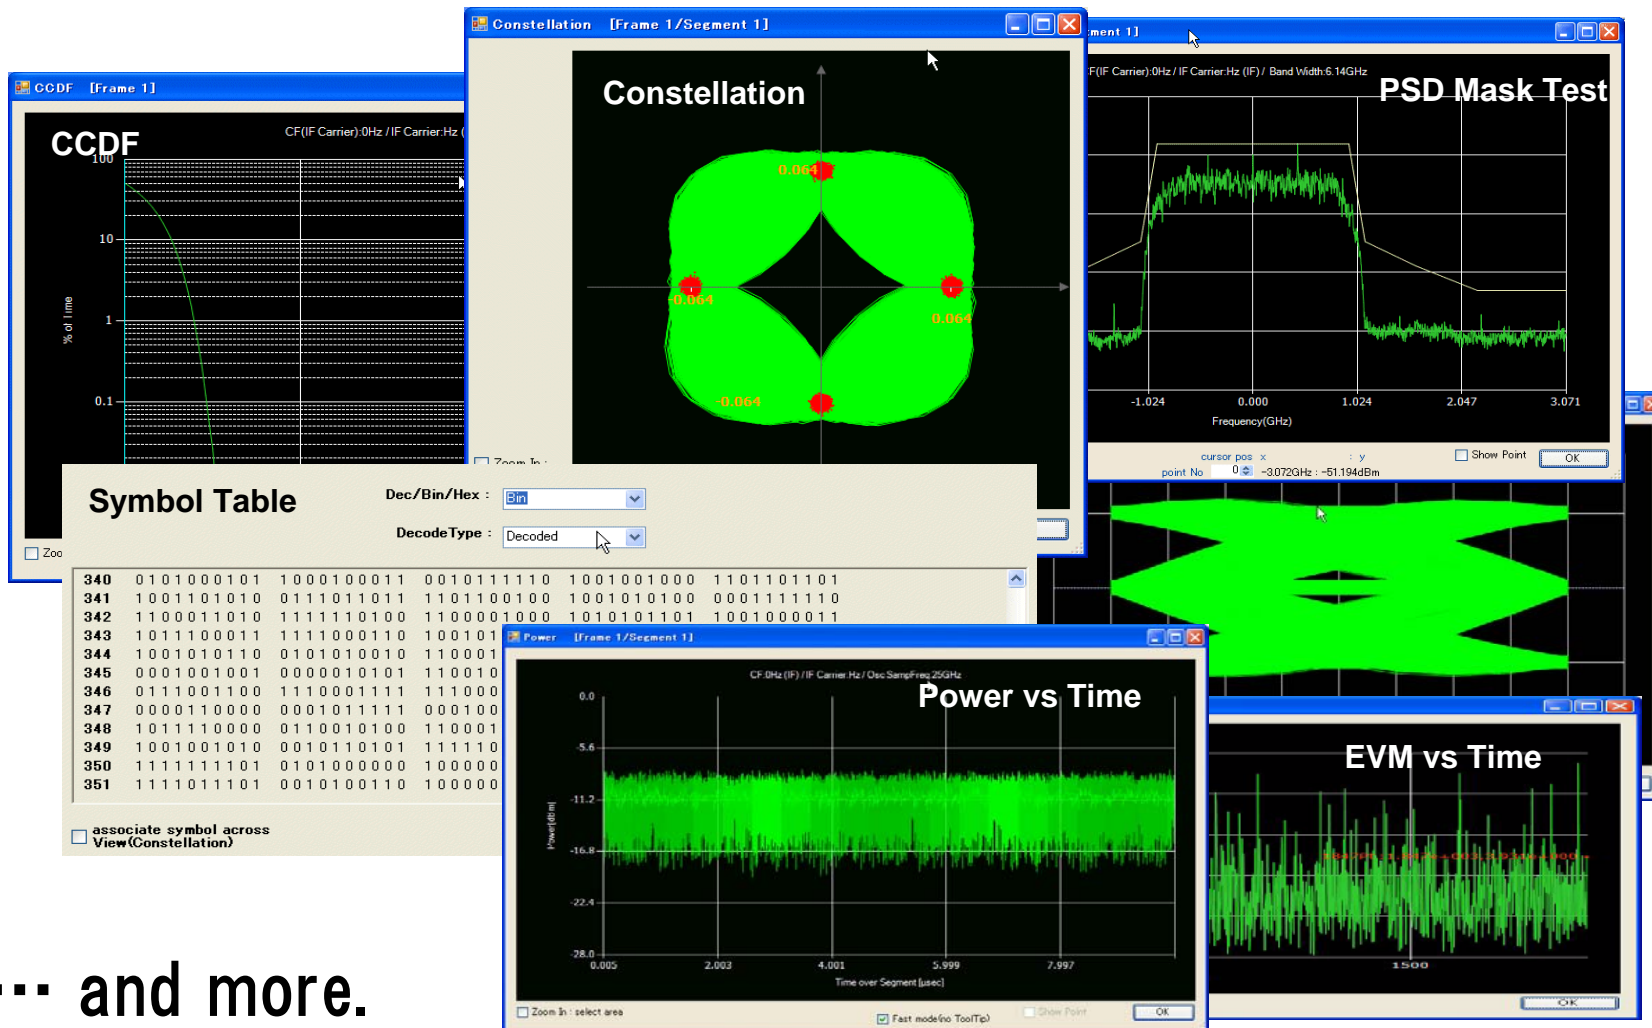 Constellation [Frame 1/Segment 1]
Constellation
0.064
0.064
0.064
-0.064
Zoom In :
ment 1]
F(IF Carrier):0Hz / IF Carrier:Hz (IF) / Band Width:6.14GHz
PSD Mask Test
-1.024 0.000 1.024 2.047 3.071
Frequency(GHz)
cursor pos x : y
point No 0 -3.072GHz : -51.194dBm
Show Point
OK
CCDF [Frame 1]
CCDF
CF(IF Carrier):0Hz / IF Carrier:Hz (
100
10
1
0.1
% of Time
Zoo
Symbol Table
Dec/Bin/Hex : Bin
DecodeType : Decoded
340 0101000101 1000100011 0010111110 1001001000 1101101101
341 1001101010 0111011011 1101100100 1001010100 0001111110
342 1100011010 1111110100 1100001000 1010101101 1001000011
343 1011100011 1111000110 100101
344 1001010110 0101010010 110001
345 0001001001 0000010101 110100
346 0111001100 1110001111 111000
347 0000110000 0001011111 000100
348 1011110000 0110010100 110001
349 1001001010 0010110101 111110
350 1111111101 0101000000 100000
351 1111011101 0010100110 100000
associate symbol across
View(Constellation)
Power [Frame 1/Segment 1]
CF:0Hz (IF) / IF Carrier:Hz / Osc SampFreq:25GHz
Power vs Time
0.0
-5.6
-11.2
-16.8
-22.4
-28.0
Power[dBm]
0.005 2.003 4.001 5.999 7.997
Time over Segment [µsec]
Zoom In : select area
Fast mode(no ToolTip)
Show Point
OK
EVM vs Time
1500
OK
… and more.